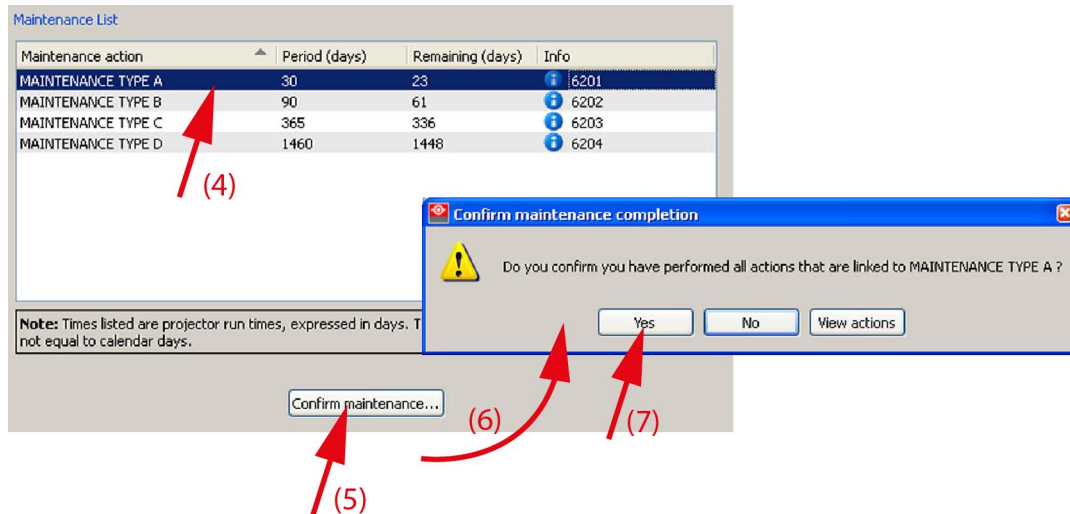 Maintenance List
Maintenance action Period (days) Remaining (days) Info
MAINTENANCE TYPE A 30 23 6201
MAINTENANCE TYPE B 90 61 6202
MAINTENANCE TYPE C 365 336 6203
MAINTENANCE TYPE D 1460 1448 6204
(4)
Confirm maintenance completion
Do you confirm you have performed all actions that are linked to MAINTENANCE TYPE A ?
Yes No View actions
Note: Times listed are projector run times, expressed in days. T
not equal to calendar days.
Confirm maintenance...
(6)
(7)
(5)